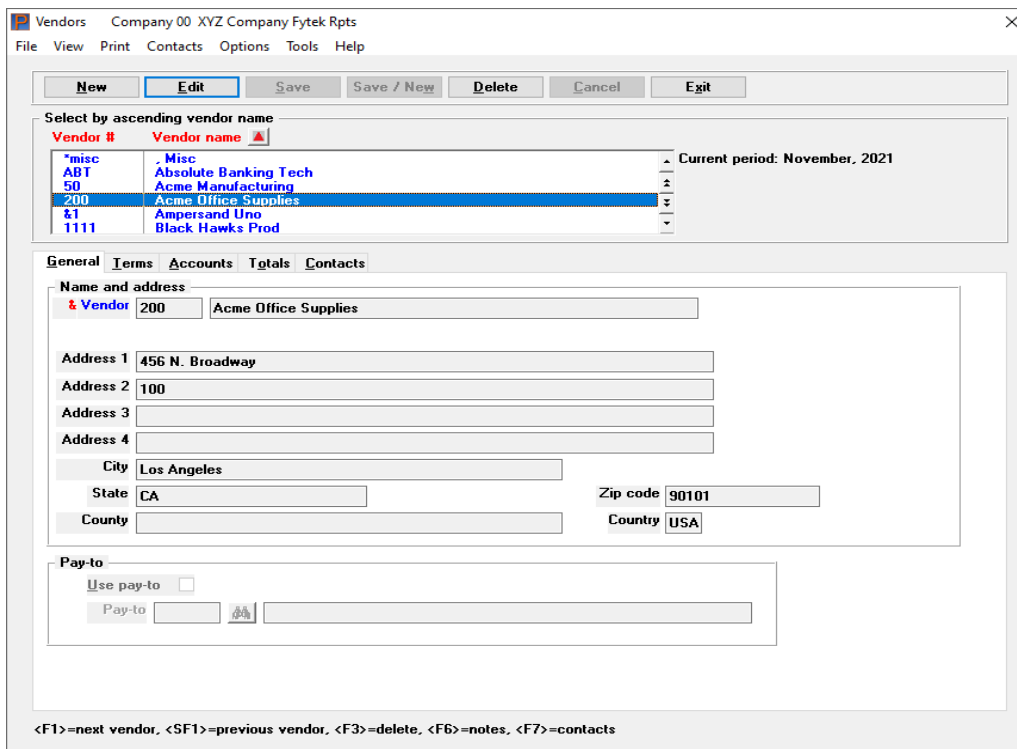 Vendors Company 00 XYZ Company Fytek Rpts
File View Print Contacts Options Tools Help
New Edit Save Save / New Delete Cancel Exit
Select by ascending vendor name
Vendor # Vendor name
*misc , Misc
Current period: November, 2021
ABT Absolute Banking Tech
50 Acme Manufacturing
200 Acme Office Supplies
&1 Ampersand Uno
1111 Black Hawks Prod
General Terms Accounts Totals Contacts
Name and address
& Vendor 200 Acme Office Supplies
Address 1 456 N. Broadway
Address 2 100
Address 3
Address 4
City Los Angeles
State CA Zip code 90101
County Country USA
Pay-to
Use pay-to
Pay-to
<F1>=next vendor, <SF1>=previous vendor, <F3>=delete, <F6>=notes, <F7>=contacts